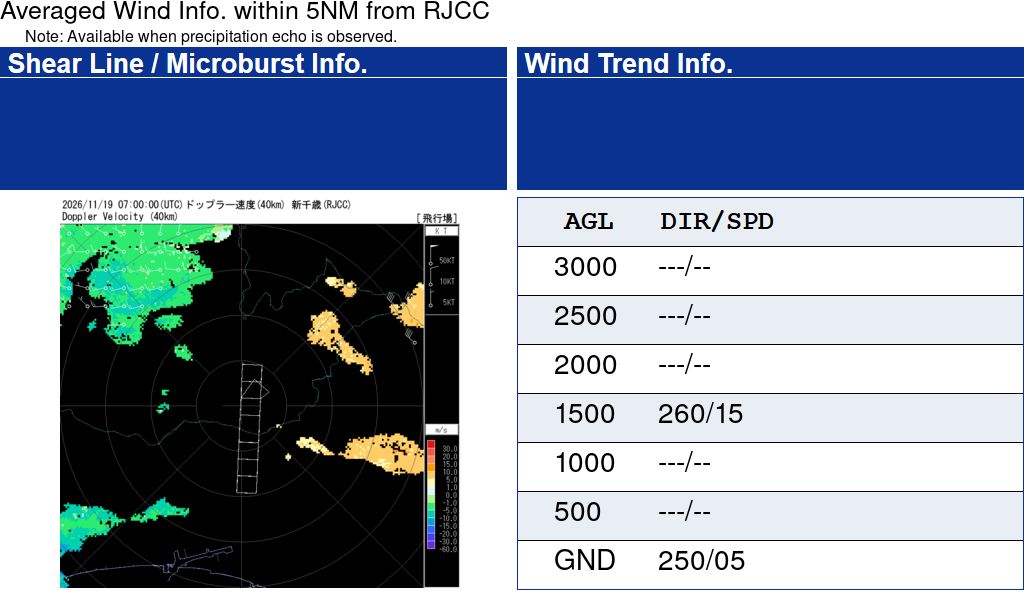 Averaged Wind Info. within 5NM from RJCC
Note: Available when precipitation echo is observed.
Shear Line / Microburst Info.
Wind Trend Info.
2026/11/19 07:00:00(UTC) ドップラー速度(40km) 新千歳(RJCC)
Doppler Velocity (40km)
[飛行場]
K T
50KT
10KT
5KT
m/s
30.0
20.0
15.0
10.0
5.0
1.0
0.0
-1.0
-5.0
-10.0
-15.0
-20.0
-30.0
-60.0
AGL DIR/SPD
3000 ---/--
2500 ---/--
2000 ---/--
1500 260/15
1000 ---/--
500 ---/--
GND 250/05